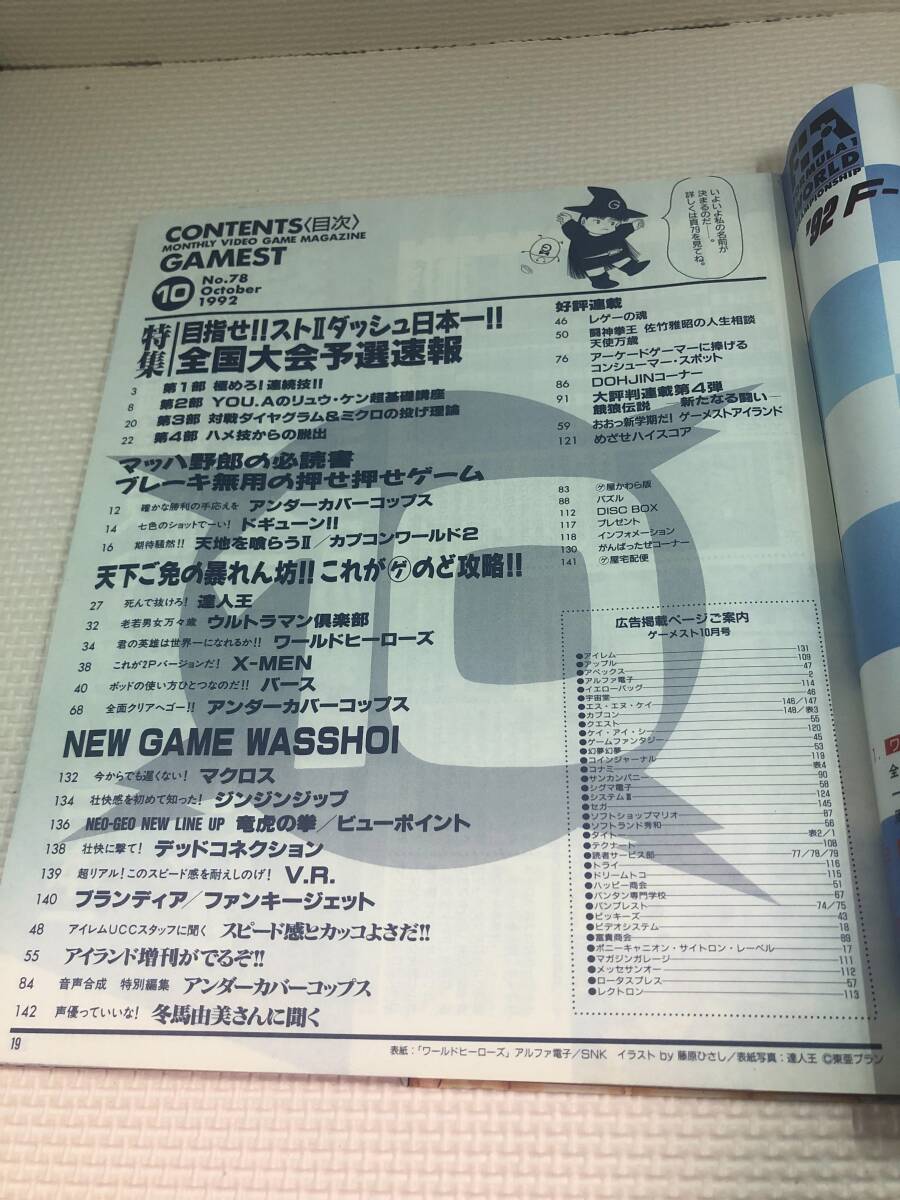 CONTENTS〈目次〉
MONTHLY VIDEO GAME MAGAZINE
GAMEST
10
No.78
October
1992
いよいよ私の名前が
決まるのだ——。
詳しくは頁79を見てね。
G
特集
目指せ!!ストⅡダッシュ日本一!!
全国大会予選速報
3 第1部 極めろ!連続技!!
8 第2部 YOU.Aのリュウ・ケン超基礎講座
20 第3部 対戦ダイヤグラム&ミクロの投げ理論
22 第4部 ハメ技からの脱出
マッハ野郎の必読書
ブレーキ無用の押せ押せゲーム
12 確かな勝利の手応えを アンダーカバーコップス
14 七色のショットでーい! ドギューン!!
16 期待騒然!! 天地を喰らうⅡ/カプコンワールド2
天下ご免の暴れん坊!! これがゲのど攻略!!
27 死んで抜けろ! 達人王
32 老若男女万々歳 ウルトラマン倶楽部
34 君の英雄は世界一になれるか!! ワールドヒーローズ
38 これが2Pバージョンだ! X-MEN
40 ポッドの使い方ひとつなのだ!! バース
68 全面クリアへゴー!! アンダーカバーコップス
NEW GAME WASSHOI
132 今からでも遅くない! マクロス
134 壮快感を初めて知った! ジンジンジップ
136 NEO-GEO NEW LINE UP 竜虎の拳/ビューポイント
138 壮快に撃て! デッドコネクション
139 超リアル!このスピード感を耐えしのげ! V.R.
140 ブランディア/ファンキージェット
48 アイレムUCCスタッフに聞く スピード感とカッコよさだ!!
55 アイランド増刊がでるぞ!!
84 音声合成 特別編集 アンダーカバーコップス
142 声優っていいな! 冬馬由美さんに聞く
好評連載
46 レゲーの魂
50 闘神拳王 佐竹雅昭の人生相談
天使万歳
76 アーケードゲーマーに捧げる
コンシューマー・スポット
86 DOHJINコーナー
91 大評判連載第4弾
餓狼伝説——新たなる闘い—
59 おおっ新学期だ! ゲーメストアイランド
121 めざせハイスコア
83 ゲ屋かわら版
88 パズル
112 DISC BOX
117 プレゼント
118 インフォメーション
130 がんばったぜコーナー
141 ゲ屋宅配便
広告掲載ページご案内
ゲーメスト10月号
●アイレム 131
●アップル 109
●アペックス 47
●アルファ電子 2
●イエローバッグ 114
●宇宙堂 46
●エス・エヌ・ケイ 146/147
●カプコン 148/表3
●クエスト 55
●ケイ・アイ・シー 120
●ゲームファンタジー 45
●幻夢幻夢 53
●コインジャーナル 119
●コナミ 表4
●サンカンパニー 90
●シグマ電子 58
●システムⅡ 124
●セガ 145
●ソフトショップマリオ 87
●ソフトランド秀和 56
●タイトー 表2/1
●テクナート 108
●読者サービス部 77/78/79
●トライ 116
●ドリームトコ 115
●ハッピー商会 51
●バンタン専門学校 67
●バンプレスト 74/75
●ビッキーズ 43
●ビデオシステム 18
●富貴商会 89
●ポニーキャニオン・サイトロン・レーベル 17
●マガジンガレージ 111
●メッセサンオー 112
●ロータスプレス 57
●レクトロン 113
19
表紙:「ワールドヒーローズ」アルファ電子/SNK イラスト by 藤原ひさし/表紙写真:達人王 ©東亜プラン
FORMULA 1
WORLD
CHAMPIONSHIP
'92 F-